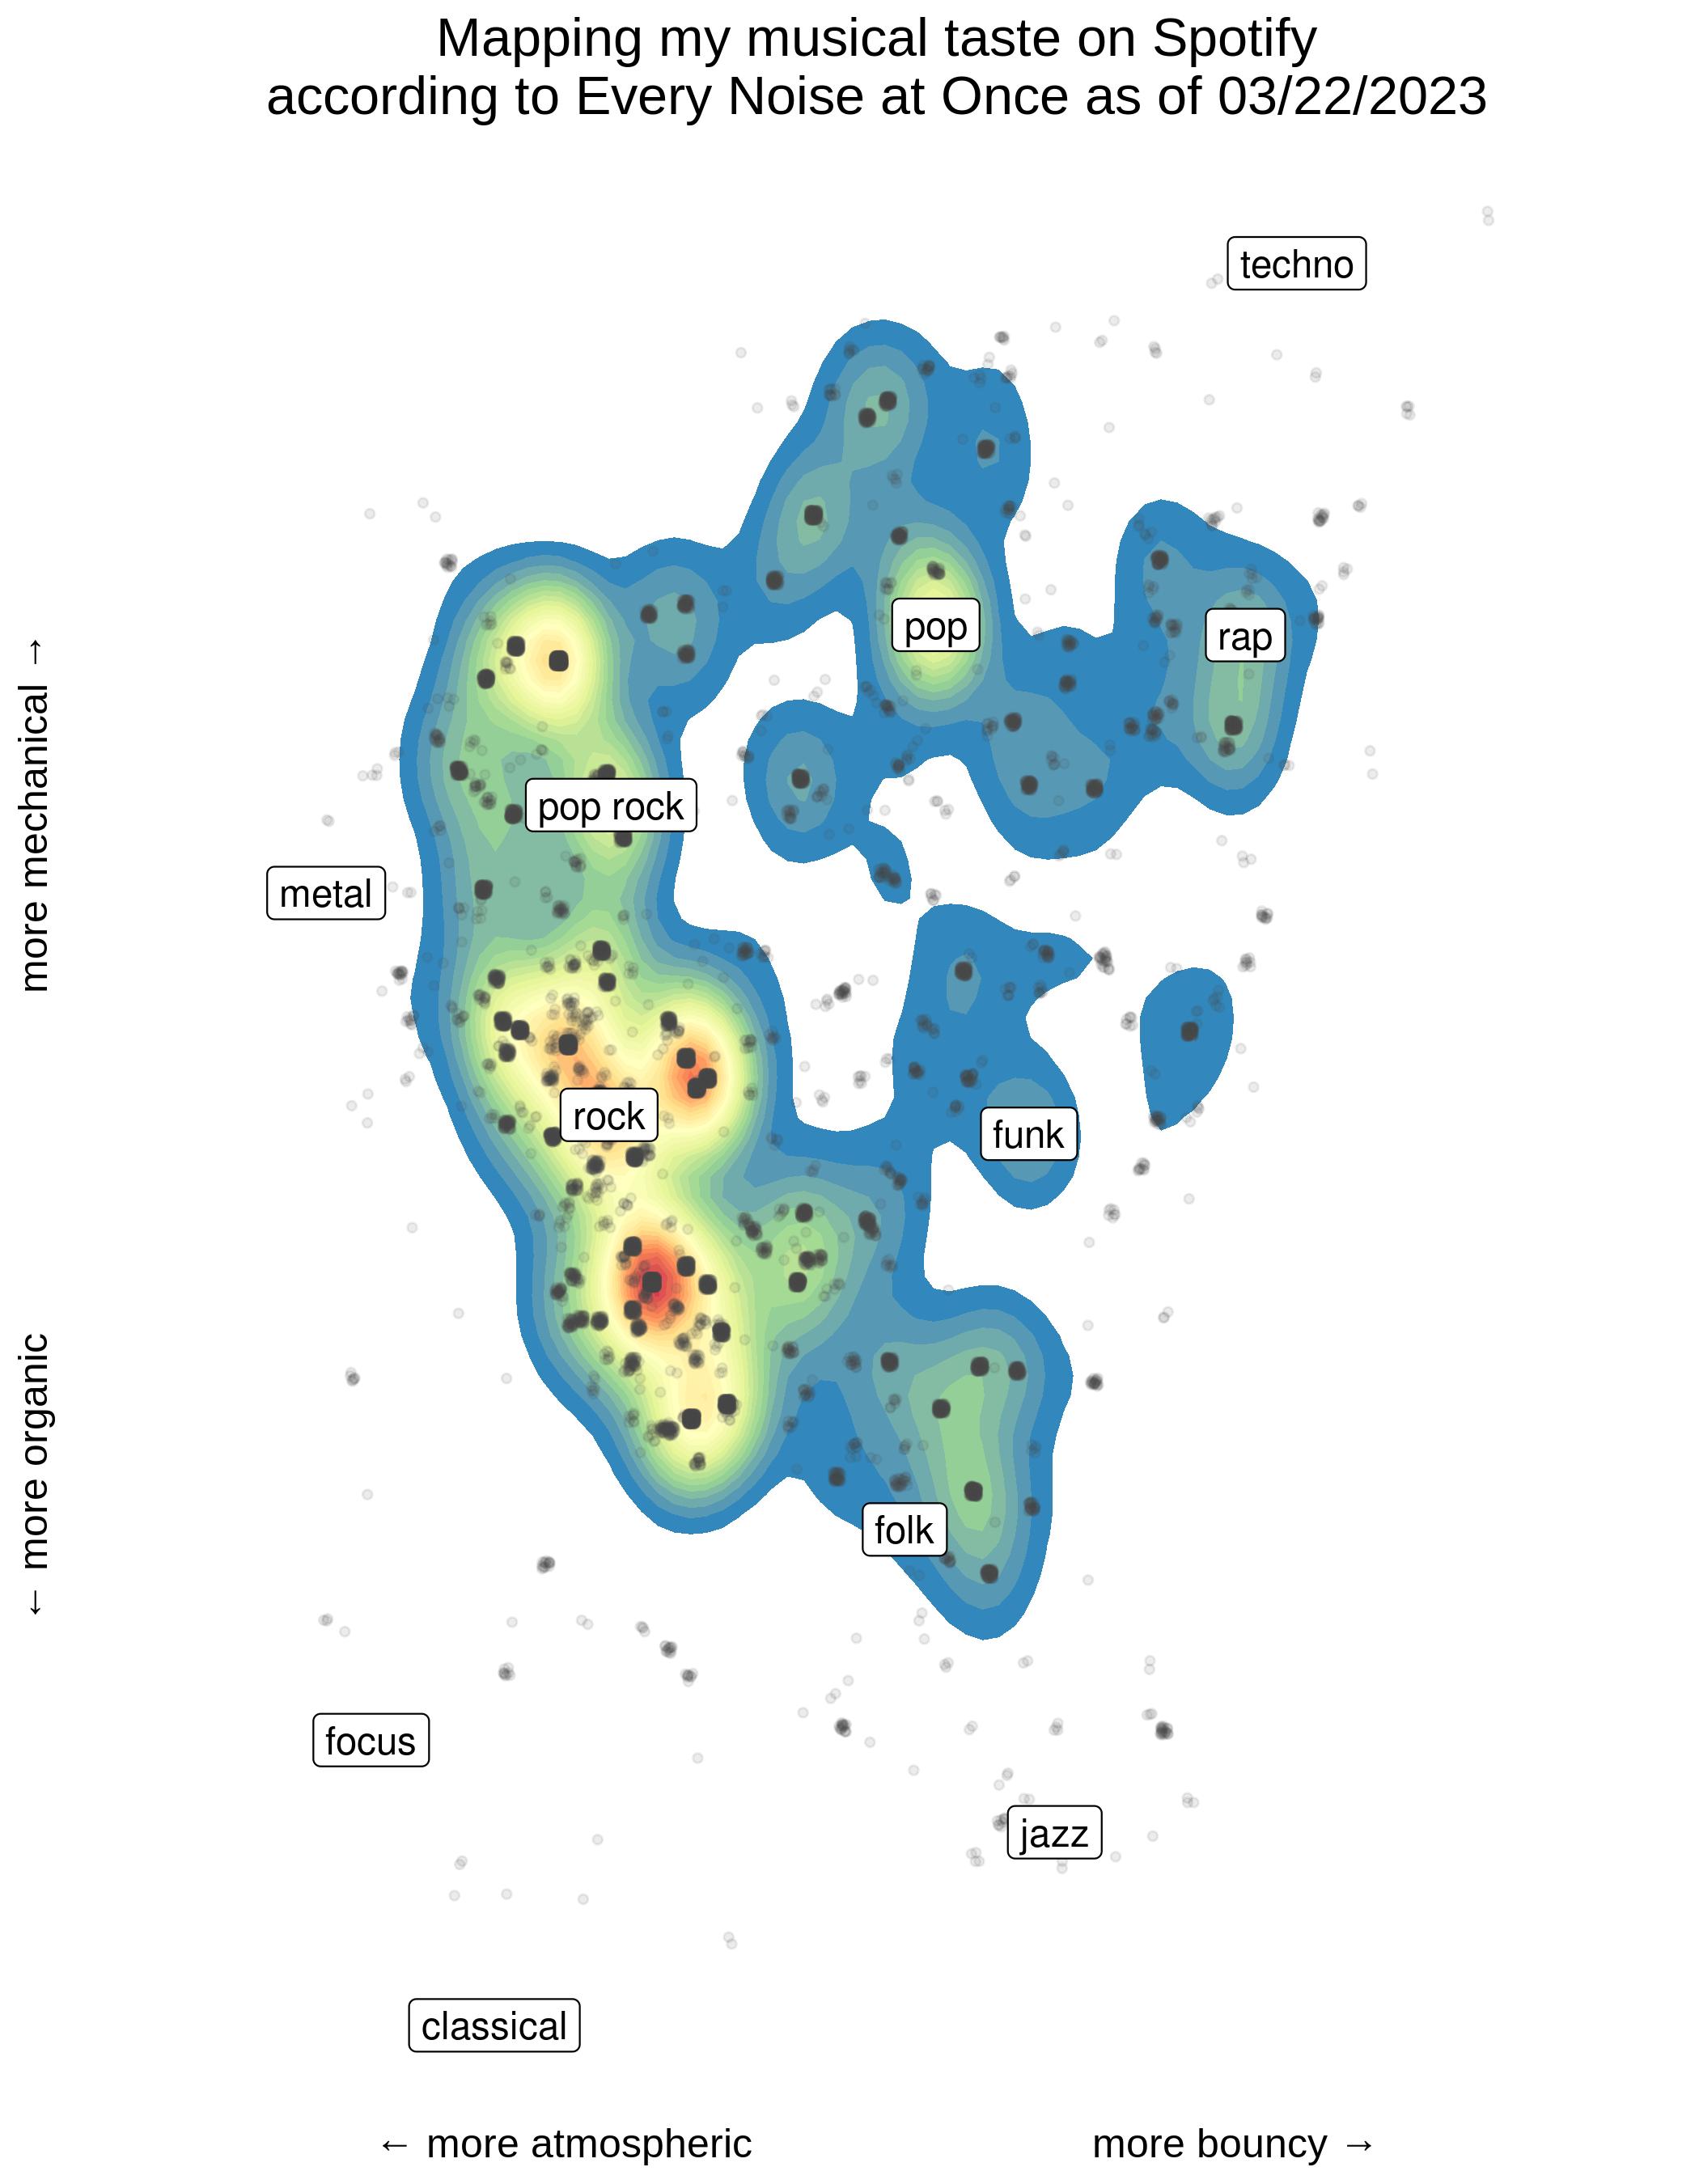 Mapping my musical taste on Spotify
according to Every Noise at Once as of 03/22/2023
techno
pop
rap
pop rock
metal
rock
funk
folk
focus
jazz
classical
more mechanical →
← more organic
← more atmospheric
more bouncy →